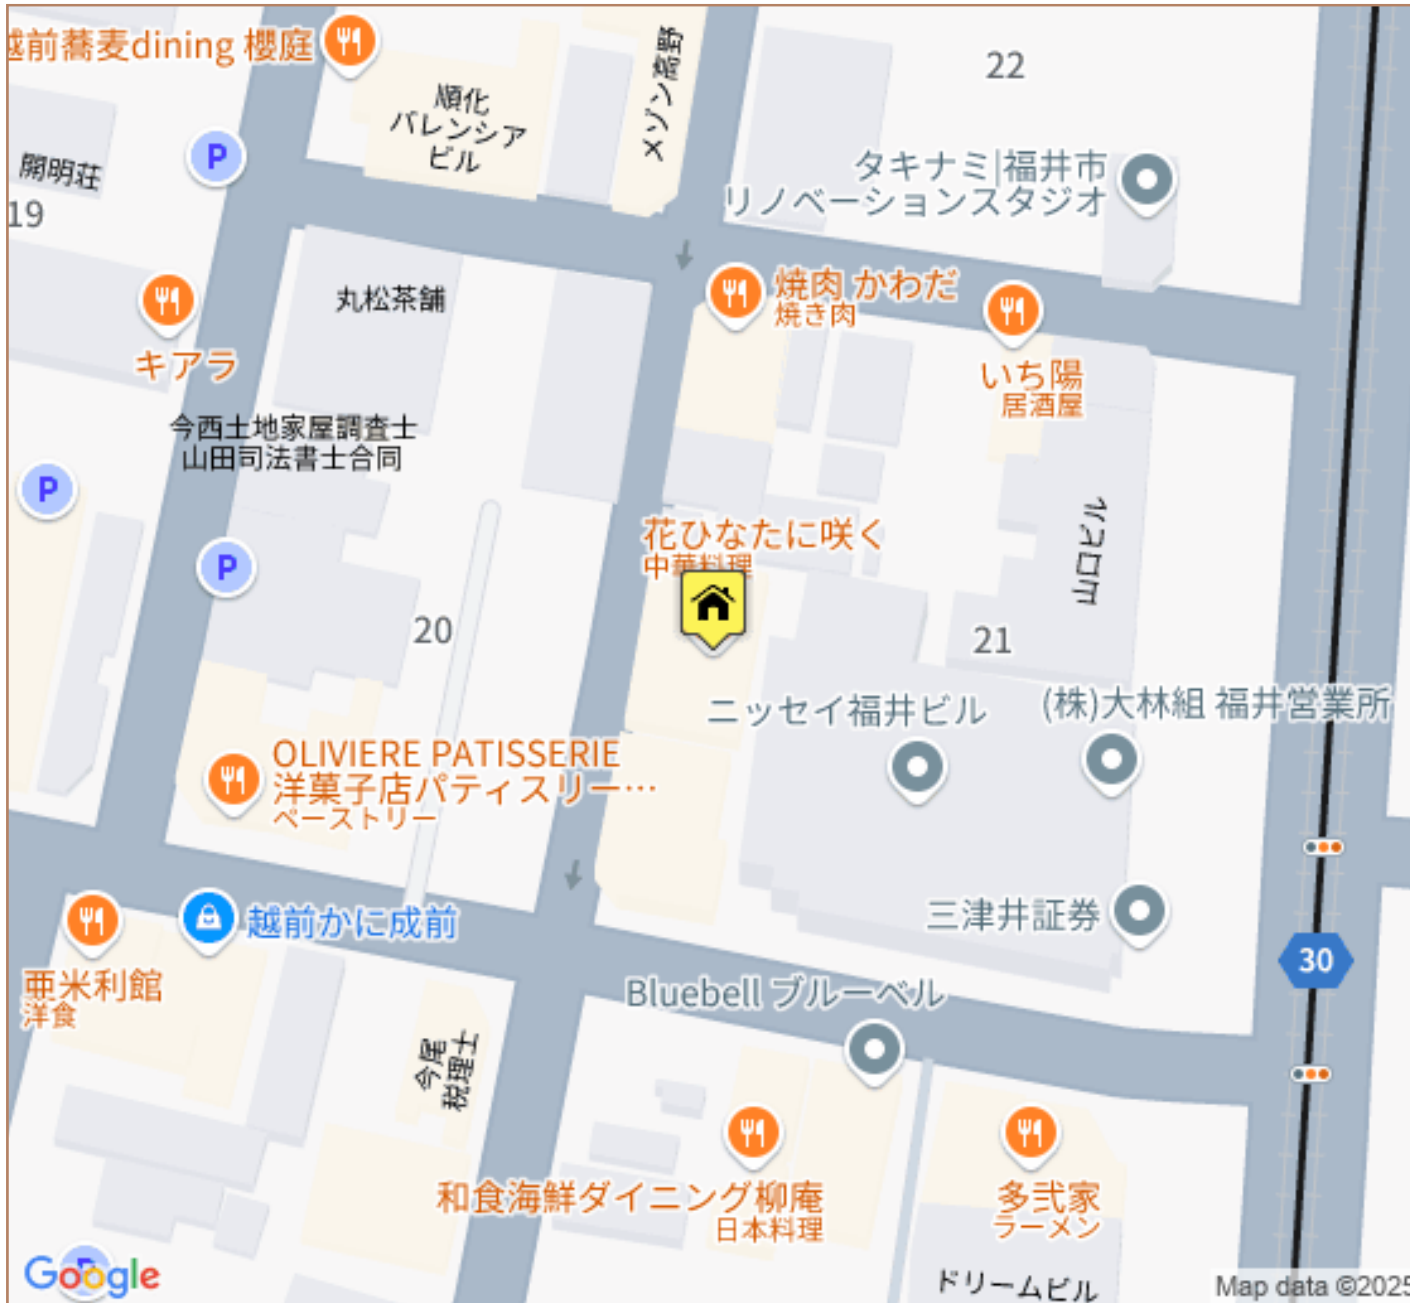 越前蕎麦dining 櫻庭
順化
バレンシア
ビル
メゾン高野
22
開明荘
19
タキナミ|福井市
リノベーションスタジオ
丸松茶舗
焼肉 かわだ
焼き肉
いち陽
居酒屋
キアラ
今西土地家屋調査士
山田司法書士合同
P
P
P
花ひなたに咲く
中華料理
エロコル
20
21
ニッセイ福井ビル
(株)大林組 福井営業所
OLIVIERE PATISSERIE
洋菓子店パティスリー…
ペーストリー
越前かに成前
三津井証券
30
亜米利館
洋食
Bluebell ブルーベル
今尾
税理士
和食海鮮ダイニング柳庵
日本料理
多弐家
ラーメン
ドリームビル
Google
Map data ©2025